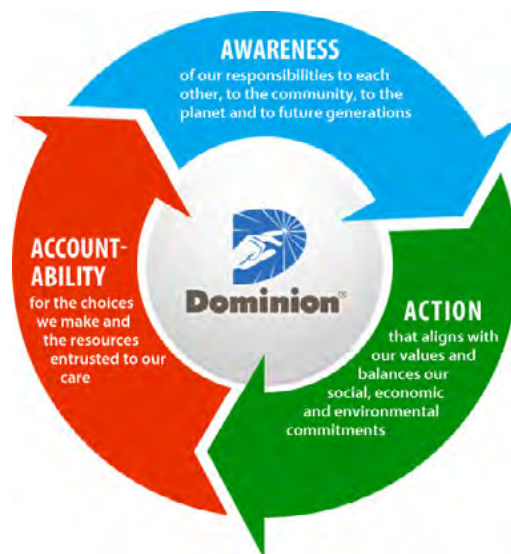 AWARENESS
of our responsibilities to each
other, to the community, to the
planet and to future generations
ACCOUNT-
ABILITY
for the choices
we make and
the resources
entrusted to our
care
Dominion®
ACTION
that aligns with
our values and
balances our
social, economic
and environmental
commitments